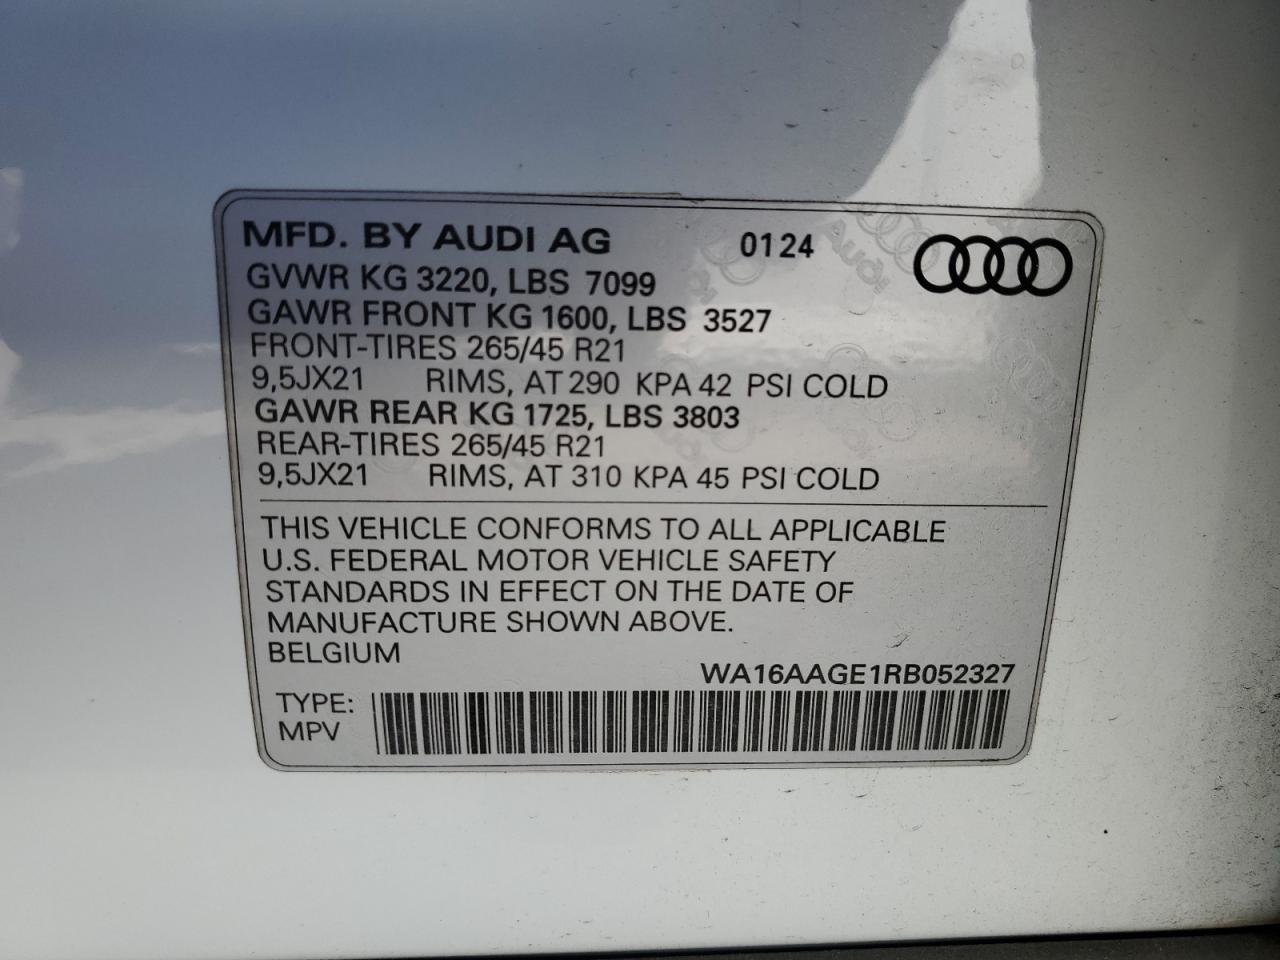 MFD. BY AUDI AG 0124
GVWR KG 3220, LBS 7099
GAWR FRONT KG 1600, LBS 3527
FRONT-TIRES 265/45 R21
9,5JX21 RIMS, AT 290 KPA 42 PSI COLD
GAWR REAR KG 1725, LBS 3803
REAR-TIRES 265/45 R21
9,5JX21 RIMS, AT 310 KPA 45 PSI COLD
THIS VEHICLE CONFORMS TO ALL APPLICABLE
U.S. FEDERAL MOTOR VEHICLE SAFETY
STANDARDS IN EFFECT ON THE DATE OF
MANUFACTURE SHOWN ABOVE.
BELGIUM
WA16AAGE1RB052327
TYPE:
MPV